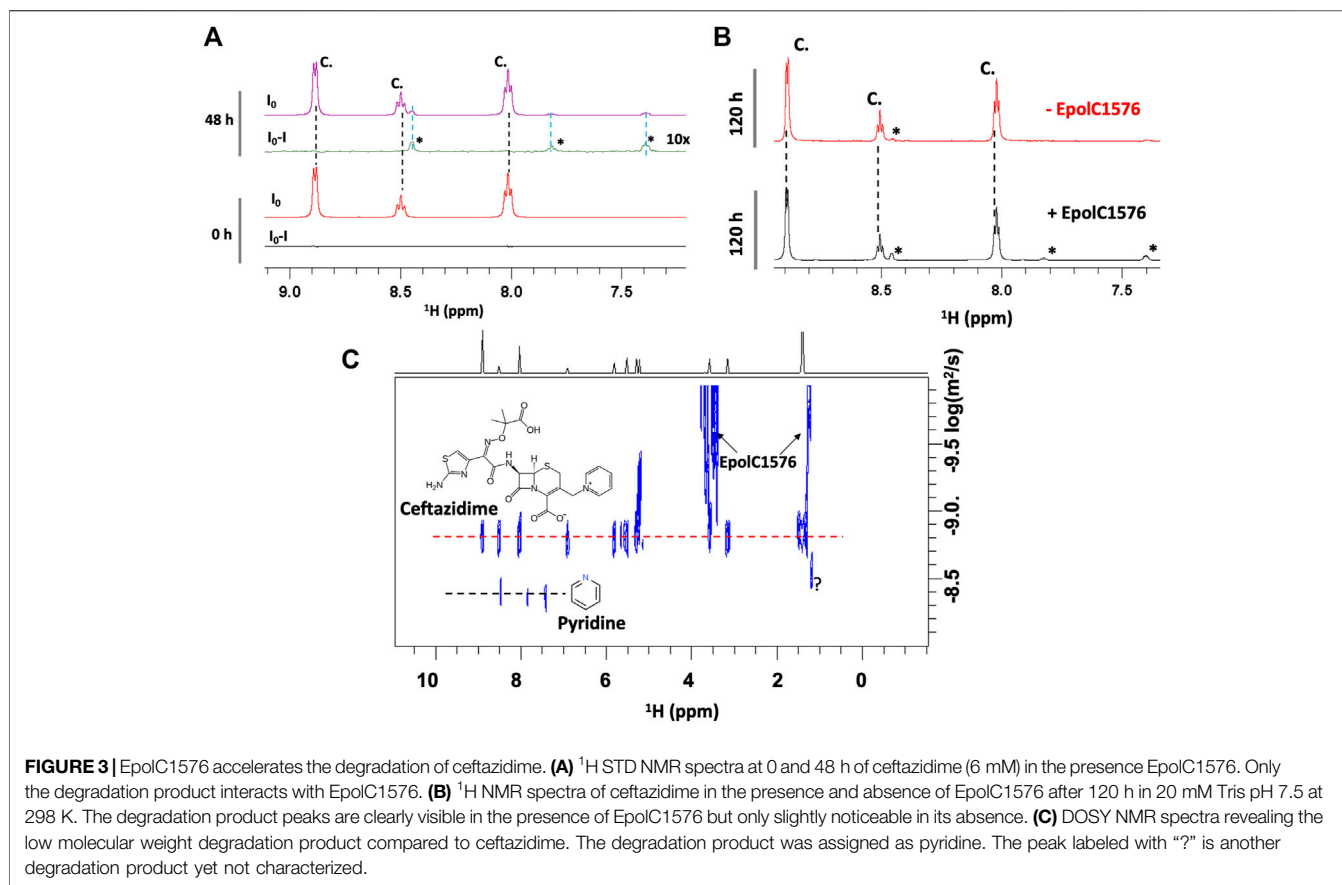 A
C.
C.
C.
I₀
48 h
I₀-I
*
*
*
10x
I₀
0 h
I₀-I
9.0 8.5 8.0 7.5
¹H (ppm)
B
C.
C.
C.
120 h
*
- EpolC1576
120 h
+ EpolC1576
*
*
*
8.5 8.0 7.5
¹H (ppm)
C
O
OH
O
N
S
N
H₂N
O
H
N
H
S
O
N
N⁺
O
O⁻
Ceftazidime
EpolC1576
N
Pyridine
?
-9.5
-9.0.
-8.5
log(m²/s)
10 8 6 4 2 0
¹H (ppm)
FIGURE 3 | EpolC1576 accelerates the degradation of ceftazidime. (A) ¹H STD NMR spectra at 0 and 48 h of ceftazidime (6 mM) in the presence EpolC1576. Only
the degradation product interacts with EpolC1576. (B) ¹H NMR spectra of ceftazidime in the presence and absence of EpolC1576 after 120 h in 20 mM Tris pH 7.5 at
298 K. The degradation product peaks are clearly visible in the presence of EpolC1576 but only slightly noticeable in its absence. (C) DOSY NMR spectra revealing the
low molecular weight degradation product compared to ceftazidime. The degradation product was assigned as pyridine. The peak labeled with “?” is another
degradation product yet not characterized.